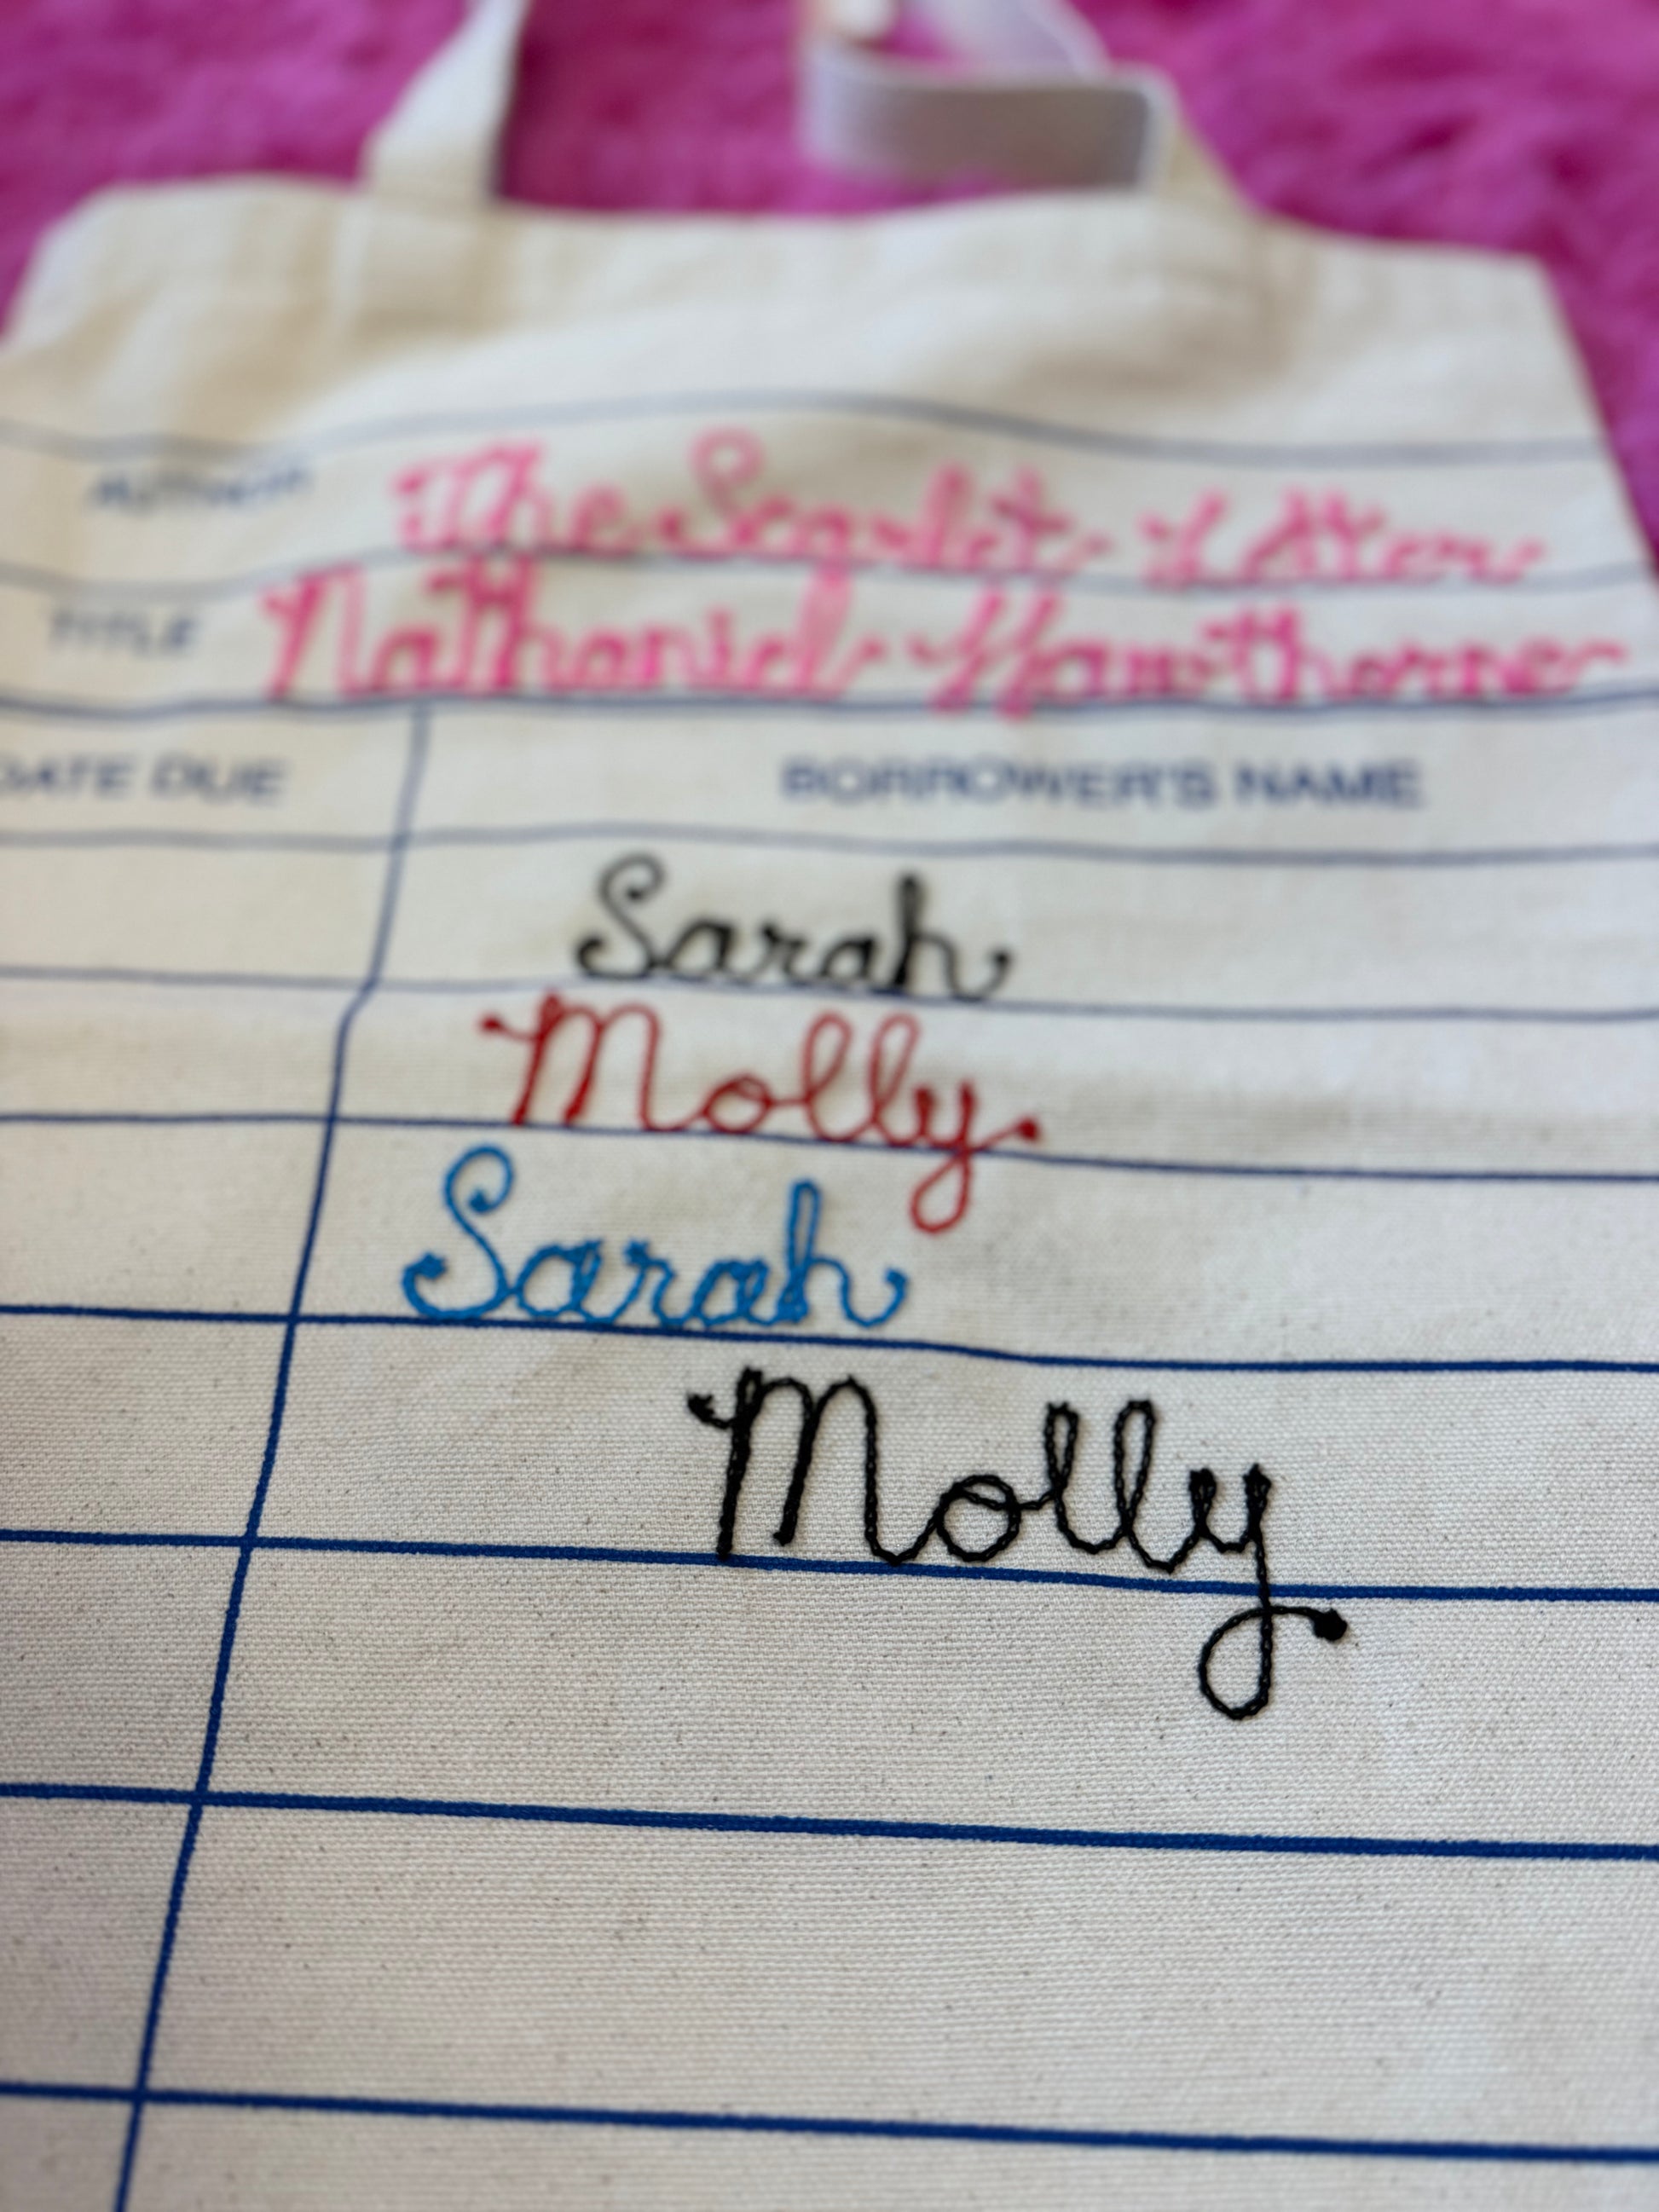 AUTHOR The Scarlet Letter
TITLE Nathaniel Hawthorne
DATE DUE BORROWER'S NAME
Sarah
Molly
Sarah
Molly